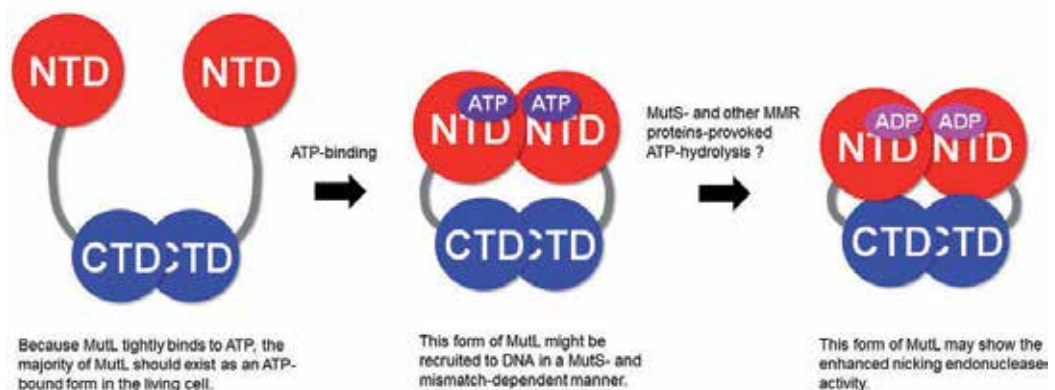 NTD
NTD
CTD
CTD
ATP-binding
ATP
ATP
NTD
NTD
CTD
CTD
MutS- and other MMR
proteins-provoked
ATP-hydrolysis ?
ADP
ADP
NTD
NTD
CTD
CTD
Because MutL tightly binds to ATP, the
majority of MutL should exist as an ATP-
bound form in the living cell.
This form of MutL might be
recruited to DNA in a MutS- and
mismatch-dependent manner.
This form of MutL may show the
enhanced nicking endonuclease
activity.